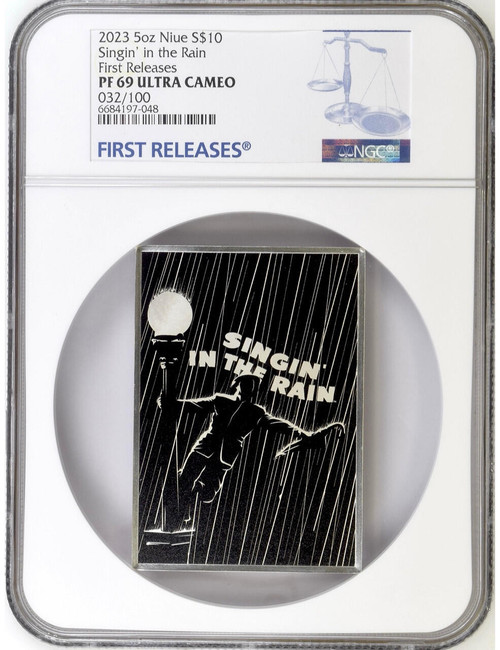 2023 5oz Niue S$10
Singin' in the Rain
First Releases
PF 69 ULTRA CAMEO
032/100
6684197-048
FIRST RELEASES®
NGC®
SINGIN'
IN THE RAIN